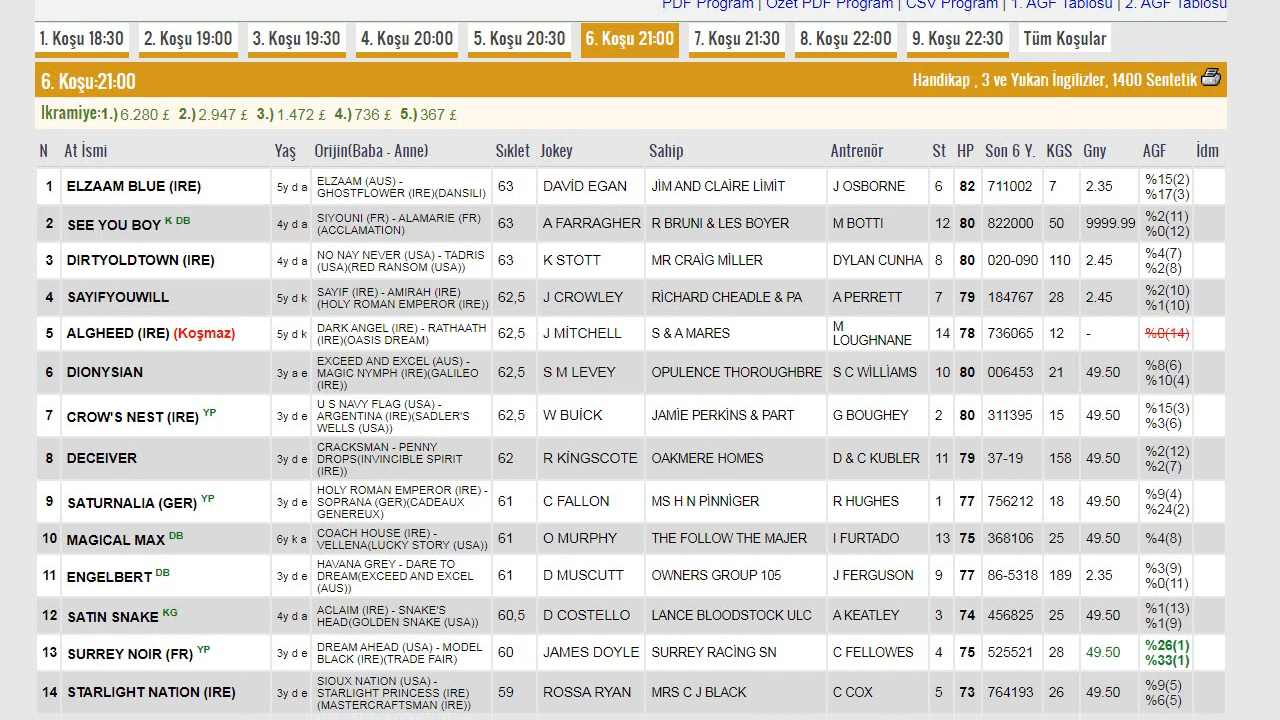 PDF Program | Özet PDF Program | CSV Program | 1. AGF Tablosu | 2. AGF Tablosu
1. Koşu 18:30 2. Koşu 19:00 3. Koşu 19:30 4. Koşu 20:00 5. Koşu 20:30 6. Koşu 21:00 7. Koşu 21:30 8. Koşu 22:00 9. Koşu 22:30 Tüm Koşular
6. Koşu:21:00 Handikap , 3 ve Yukarı İngilizler, 1400 Sentetik
İkramiye:1.) 6.280 £ 2.) 2.947 £ 3.) 1.472 £ 4.) 736 £ 5.) 367 £
N At İsmi Yaş Orijin(Baba - Anne) Sıklet Jokey Sahip Antrenör St HP Son 6 Y. KGS Gny AGF İdm
1 ELZAAM BLUE (IRE) 5y d a ELZAAM (AUS) - GHOSTFLOWER (IRE)(DANSILI) 63 DAVİD EGAN JİM AND CLAİRE LİMİT J OSBORNE 6 82 711002 7 2.35 %15(2) %17(3)
2 SEE YOU BOY K DB 4y d a SIYOUNI (FR) - ALAMARIE (FR)(ACCLAMATION) 63 A FARRAGHER R BRUNI & LES BOYER M BOTTI 12 80 822000 50 9999.99 %2(11) %0(12)
3 DIRTYOLDTOWN (IRE) 4y d a NO NAY NEVER (USA) - TADRIS (USA)(RED RANSOM (USA)) 63 K STOTT MR CRAİG MİLLER DYLAN CUNHA 8 80 020-090 110 2.45 %4(7) %2(8)
4 SAYIFYOUWILL 5y d k SAYIF (IRE) - AMIRAH (IRE)(HOLY ROMAN EMPEROR (IRE)) 62,5 J CROWLEY RİCHARD CHEADLE & PA A PERRETT 7 79 184767 28 2.45 %2(10) %1(10)
5 ALGHEED (IRE) (Koşmaz) 5y d k DARK ANGEL (IRE) - RATHAATH (IRE)(OASIS DREAM) 62,5 J MİTCHELL S & A MARES M LOUGHNANE 14 78 736065 12 - %0(14)
6 DIONYSIAN 3y a e EXCEED AND EXCEL (AUS) - MAGIC NYMPH (IRE)(GALILEO (IRE)) 62,5 S M LEVEY OPULENCE THOROUGHBRE S C WİLLİAMS 10 80 006453 21 49.50 %8(6) %10(4)
7 CROW'S NEST (IRE) YP 3y d e U S NAVY FLAG (USA) - ARGENTINA (IRE)(SADLER'S WELLS (USA)) 62,5 W BUİCK JAMİE PERKİNS & PART G BOUGHEY 2 80 311395 15 49.50 %15(3) %3(6)
8 DECEIVER 3y d e CRACKSMAN - PENNY DROPS(INVINCIBLE SPIRIT (IRE)) 62 R KİNGSCOTE OAKMERE HOMES D & C KUBLER 11 79 37-19 158 49.50 %2(12) %2(7)
9 SATURNALIA (GER) YP 3y d e HOLY ROMAN EMPEROR (IRE) - SOPRANA (GER)(CADEAUX GENEREUX) 61 C FALLON MS H N PİNNİGER R HUGHES 1 77 756212 18 49.50 %9(4) %24(2)
10 MAGICAL MAX DB 6y k a COACH HOUSE (IRE) - VELLENA(LUCKY STORY (USA)) 61 O MURPHY THE FOLLOW THE MAJER I FURTADO 13 75 368106 25 49.50 %4(8)
11 ENGELBERT DB 3y d e HAVANA GREY - DARE TO DREAM(EXCEED AND EXCEL (AUS)) 61 D MUSCUTT OWNERS GROUP 105 J FERGUSON 9 77 86-5318 189 2.35 %3(9) %0(11)
12 SATIN SNAKE KG 4y d a ACLAIM (IRE) - SNAKE'S HEAD(GOLDEN SNAKE (USA)) 60,5 D COSTELLO LANCE BLOODSTOCK ULC A KEATLEY 3 74 456825 25 49.50 %1(13) %1(9)
13 SURREY NOIR (FR) YP 3y d e DREAM AHEAD (USA) - MODEL BLACK (IRE)(TRADE FAIR) 60 JAMES DOYLE SURREY RACİNG SN C FELLOWES 4 75 525521 28 49.50 %26(1) %33(1)
14 STARLIGHT NATION (IRE) 3y d e SIOUX NATION (USA) - STARLIGHT PRINCESS (IRE)(MASTERCRAFTSMAN (IRE)) 59 ROSSA RYAN MRS C J BLACK C COX 5 73 764193 26 49.50 %9(5) %6(5)